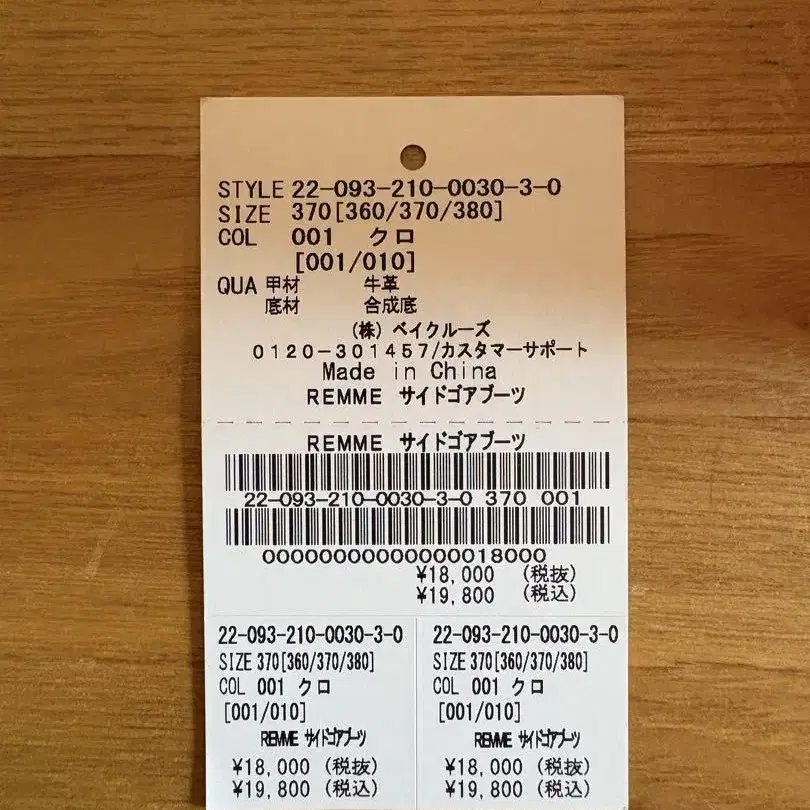 STYLE 22-093-210-0030-3-0
SIZE 370[360/370/380]
COL 001 クロ
[001/010]
QUA 甲材 牛革
底材 合成底
(株) ベイクルーズ
0120-301457/カスタマーサポート
Made in China
REMME サイドゴアブーツ
REMME サイドゴアブーツ
22-093-210-0030-3-0 370 001
000000000000000018000
¥18,000 (税抜)
¥19,800 (税込)
22-093-210-0030-3-0
SIZE 370[360/370/380]
COL 001 クロ
[001/010]
REMME サイドゴアブーツ
¥18,000 (税抜)
¥19,800 (税込)
22-093-210-0030-3-0
SIZE 370[360/370/380]
COL 001 クロ
[001/010]
REMME サイドゴアブーツ
¥18,000 (税抜)
¥19,800 (税込)